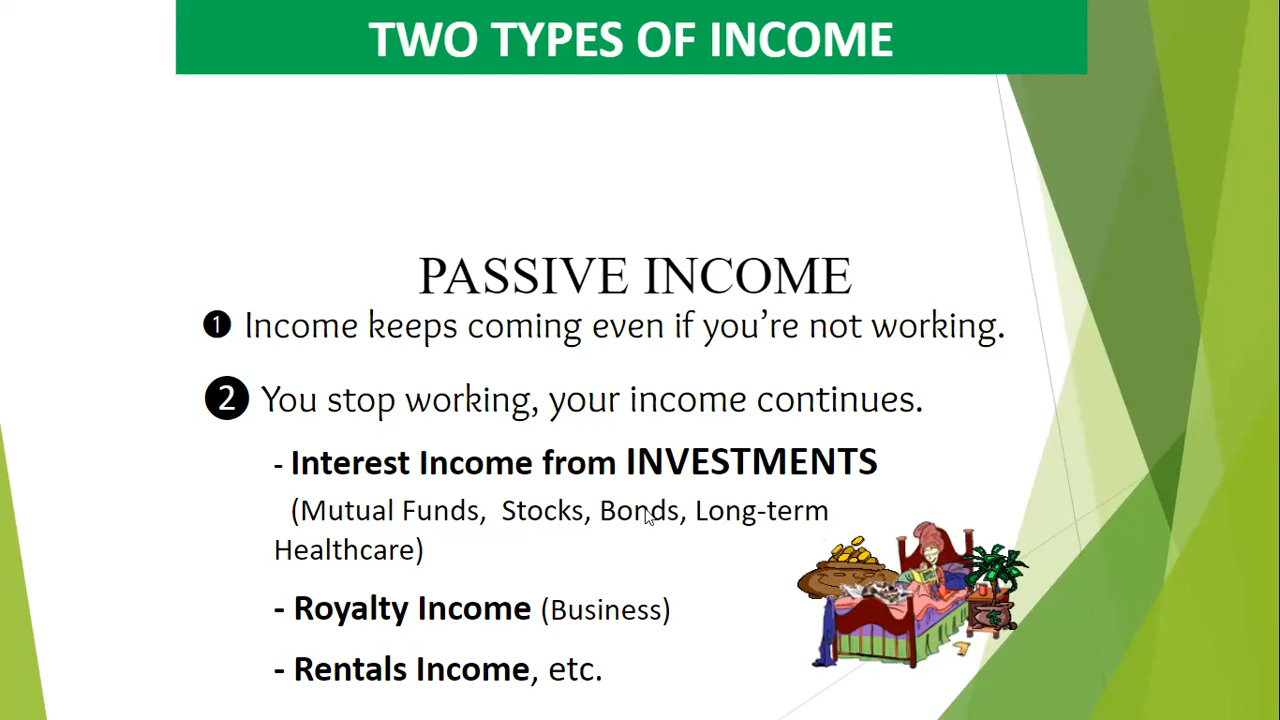 TWO TYPES OF INCOME
PASSIVE INCOME
❶ Income keeps coming even if you’re not working.
❷ You stop working, your income continues.
- Interest Income from INVESTMENTS
(Mutual Funds, Stocks, Bonds, Long-term
Healthcare)
- Royalty Income (Business)
- Rentals Income, etc.